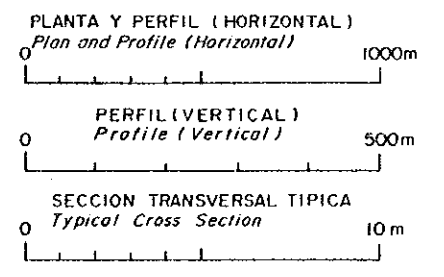 PLANTA Y PERFIL (HORIZONTAL)
Plan and Profile (Horizontal)
0 1000m
PERFIL (VERTICAL)
Profile (Vertical)
0 500m
SECCION TRANSVERSAL TIPICA
Typical Cross Section
0 10 m